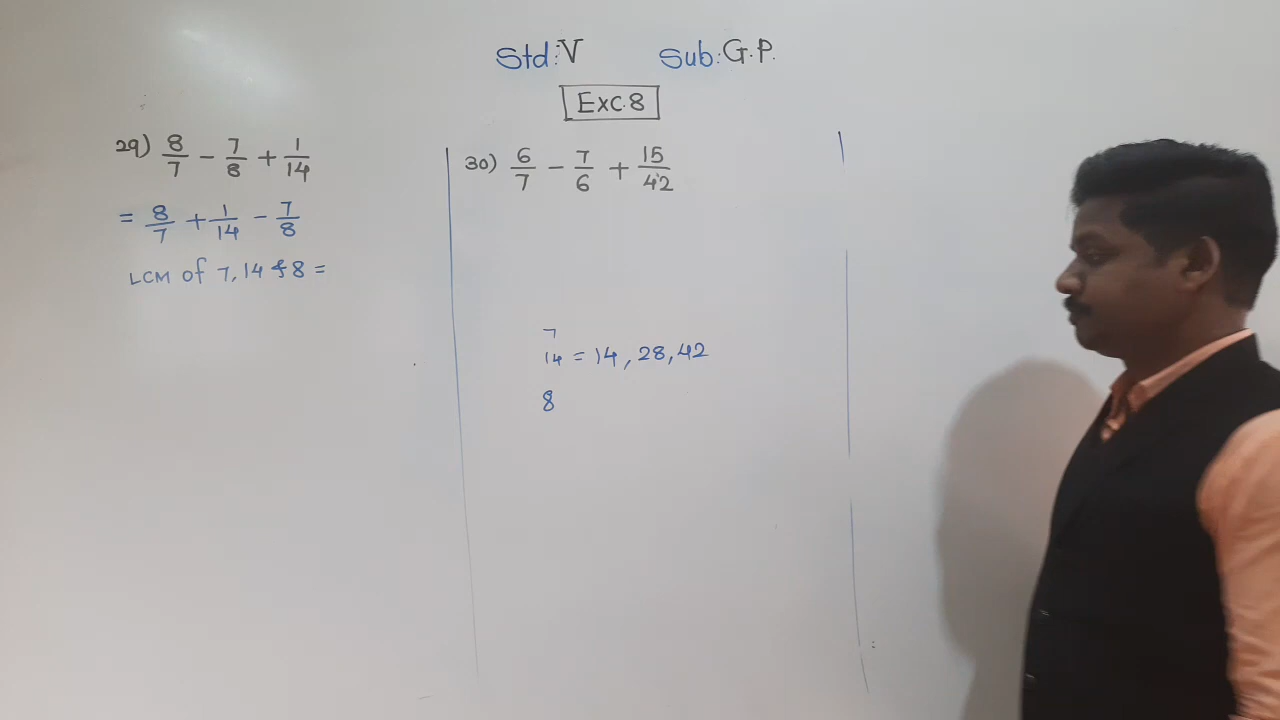 Std: V Sub: G.P.
Exc. 8
29) 8/7 - 7/8 + 1/14
= 8/7 + 1/14 - 7/8
LCM of 7, 14 & 8 =
30) 6/7 - 7/6 + 15/42
7
14 = 14, 28, 42
8